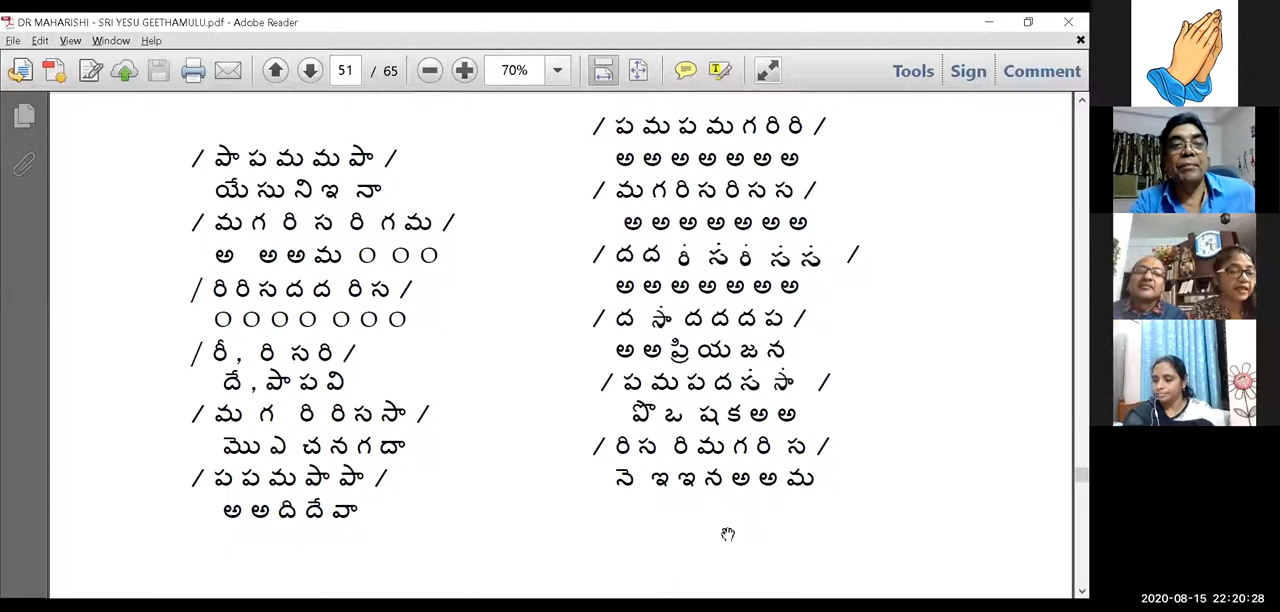 DR MAHARISHI - SRI YESU GEETHAMULU.pdf - Adobe Reader
File Edit View Window Help
51 / 65 70% Tools Sign Comment
/ పా ప మ మ పా /
యే సు ని ఇ నా
/ మ గ రి స రి గ మ /
అ అ అ మ ం ం ం
/ రి రి స ద ద రి స /
ం ం ం ం ం ం ం
/ రీ , రి స రి /
దే , పా ప వి
/ మ గ రి రి స సా /
మొ ఎ చ న గ దా
/ ప ప మ పా పా /
అ అ ది దే వా
/ ప మ ప మ గ రి రి /
అ అ అ అ అ అ అ
/ మ గ రి స రి స స /
అ అ అ అ అ అ అ
/ ద ద రి̇ స̇ రి̇ స̇ స̇ /
అ అ అ అ అ అ అ
/ ద సా̇ ద ద ద ప /
అ అ ప్రి య జ న
/ ప మ ప ద స̇ సా̇ /
పొ ఒ ష క అ అ
/ రి స రి మ గ రి స /
నె ఇ ఇ న అ అ మ
2020-08-15 22:20:28